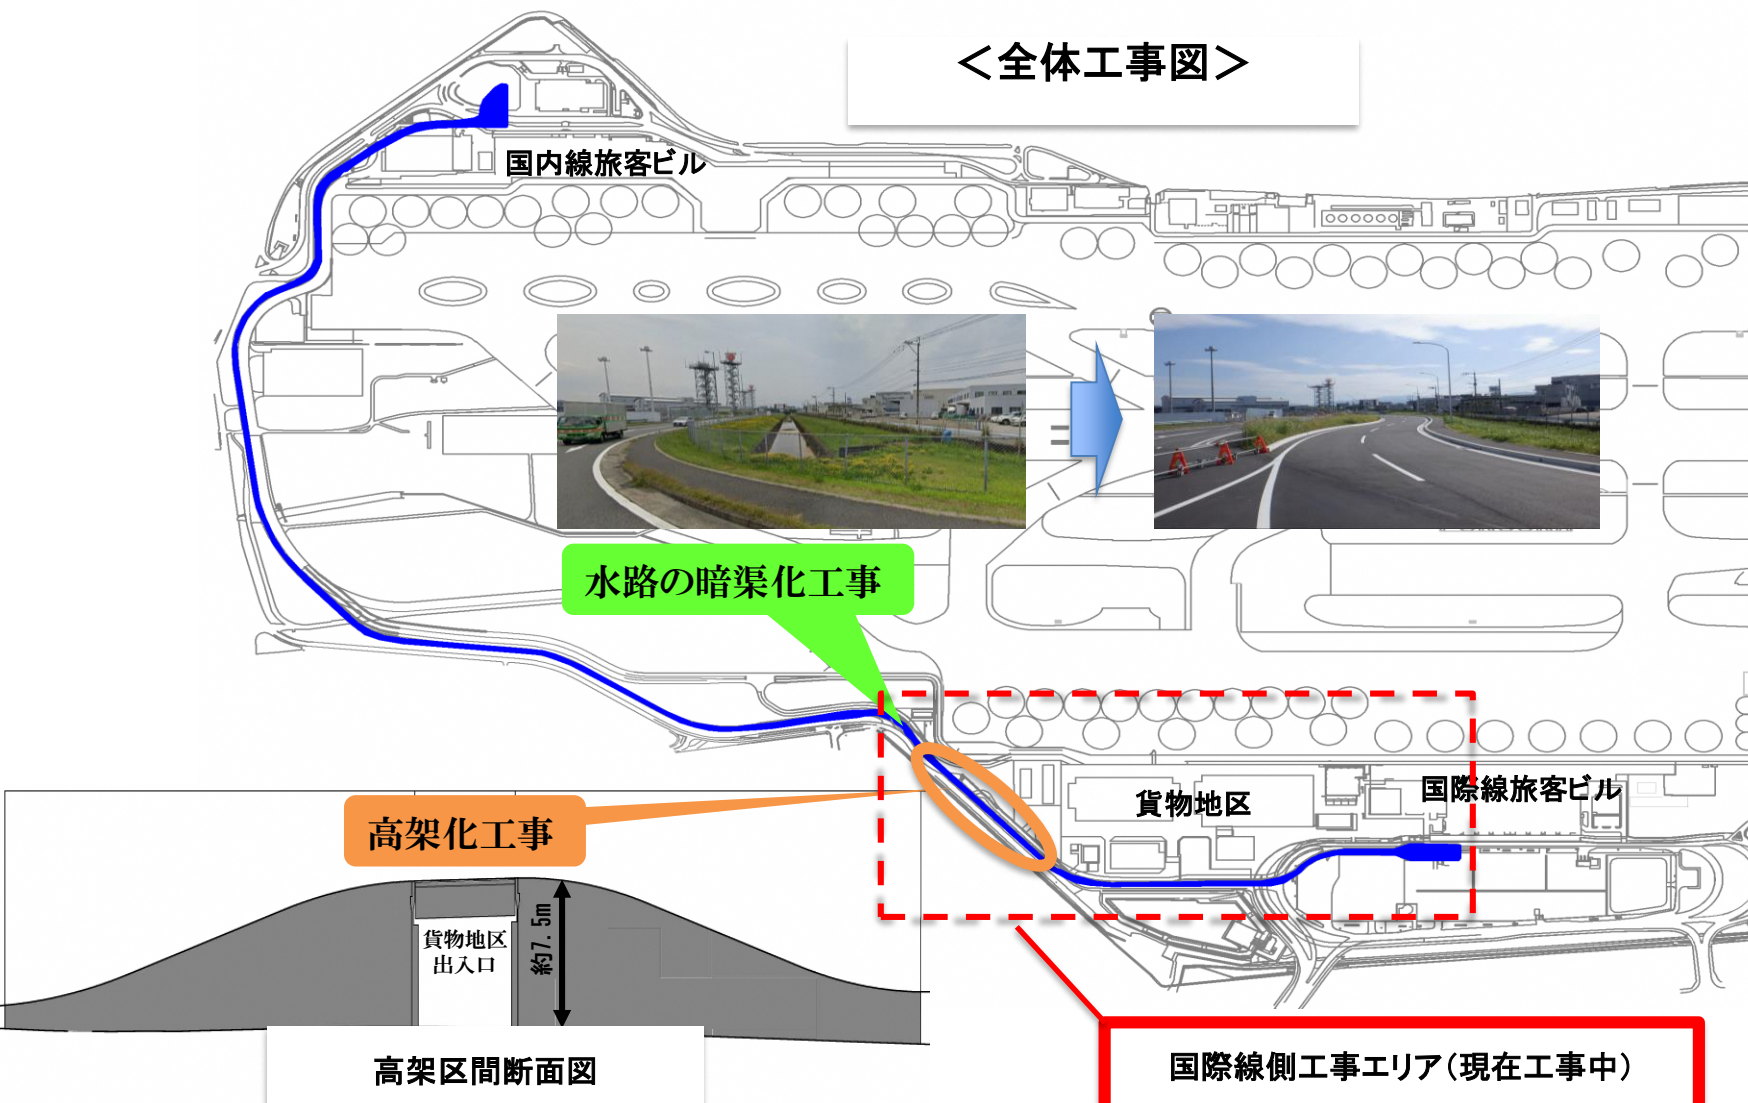 ＜全体工事図＞
国内線旅客ビル
水路の暗渠化工事
国際線旅客ビル
貨物地区
高架化工事
貨物地区
出入口
約7.5m
高架区間断面図
国際線側工事エリア（現在工事中）